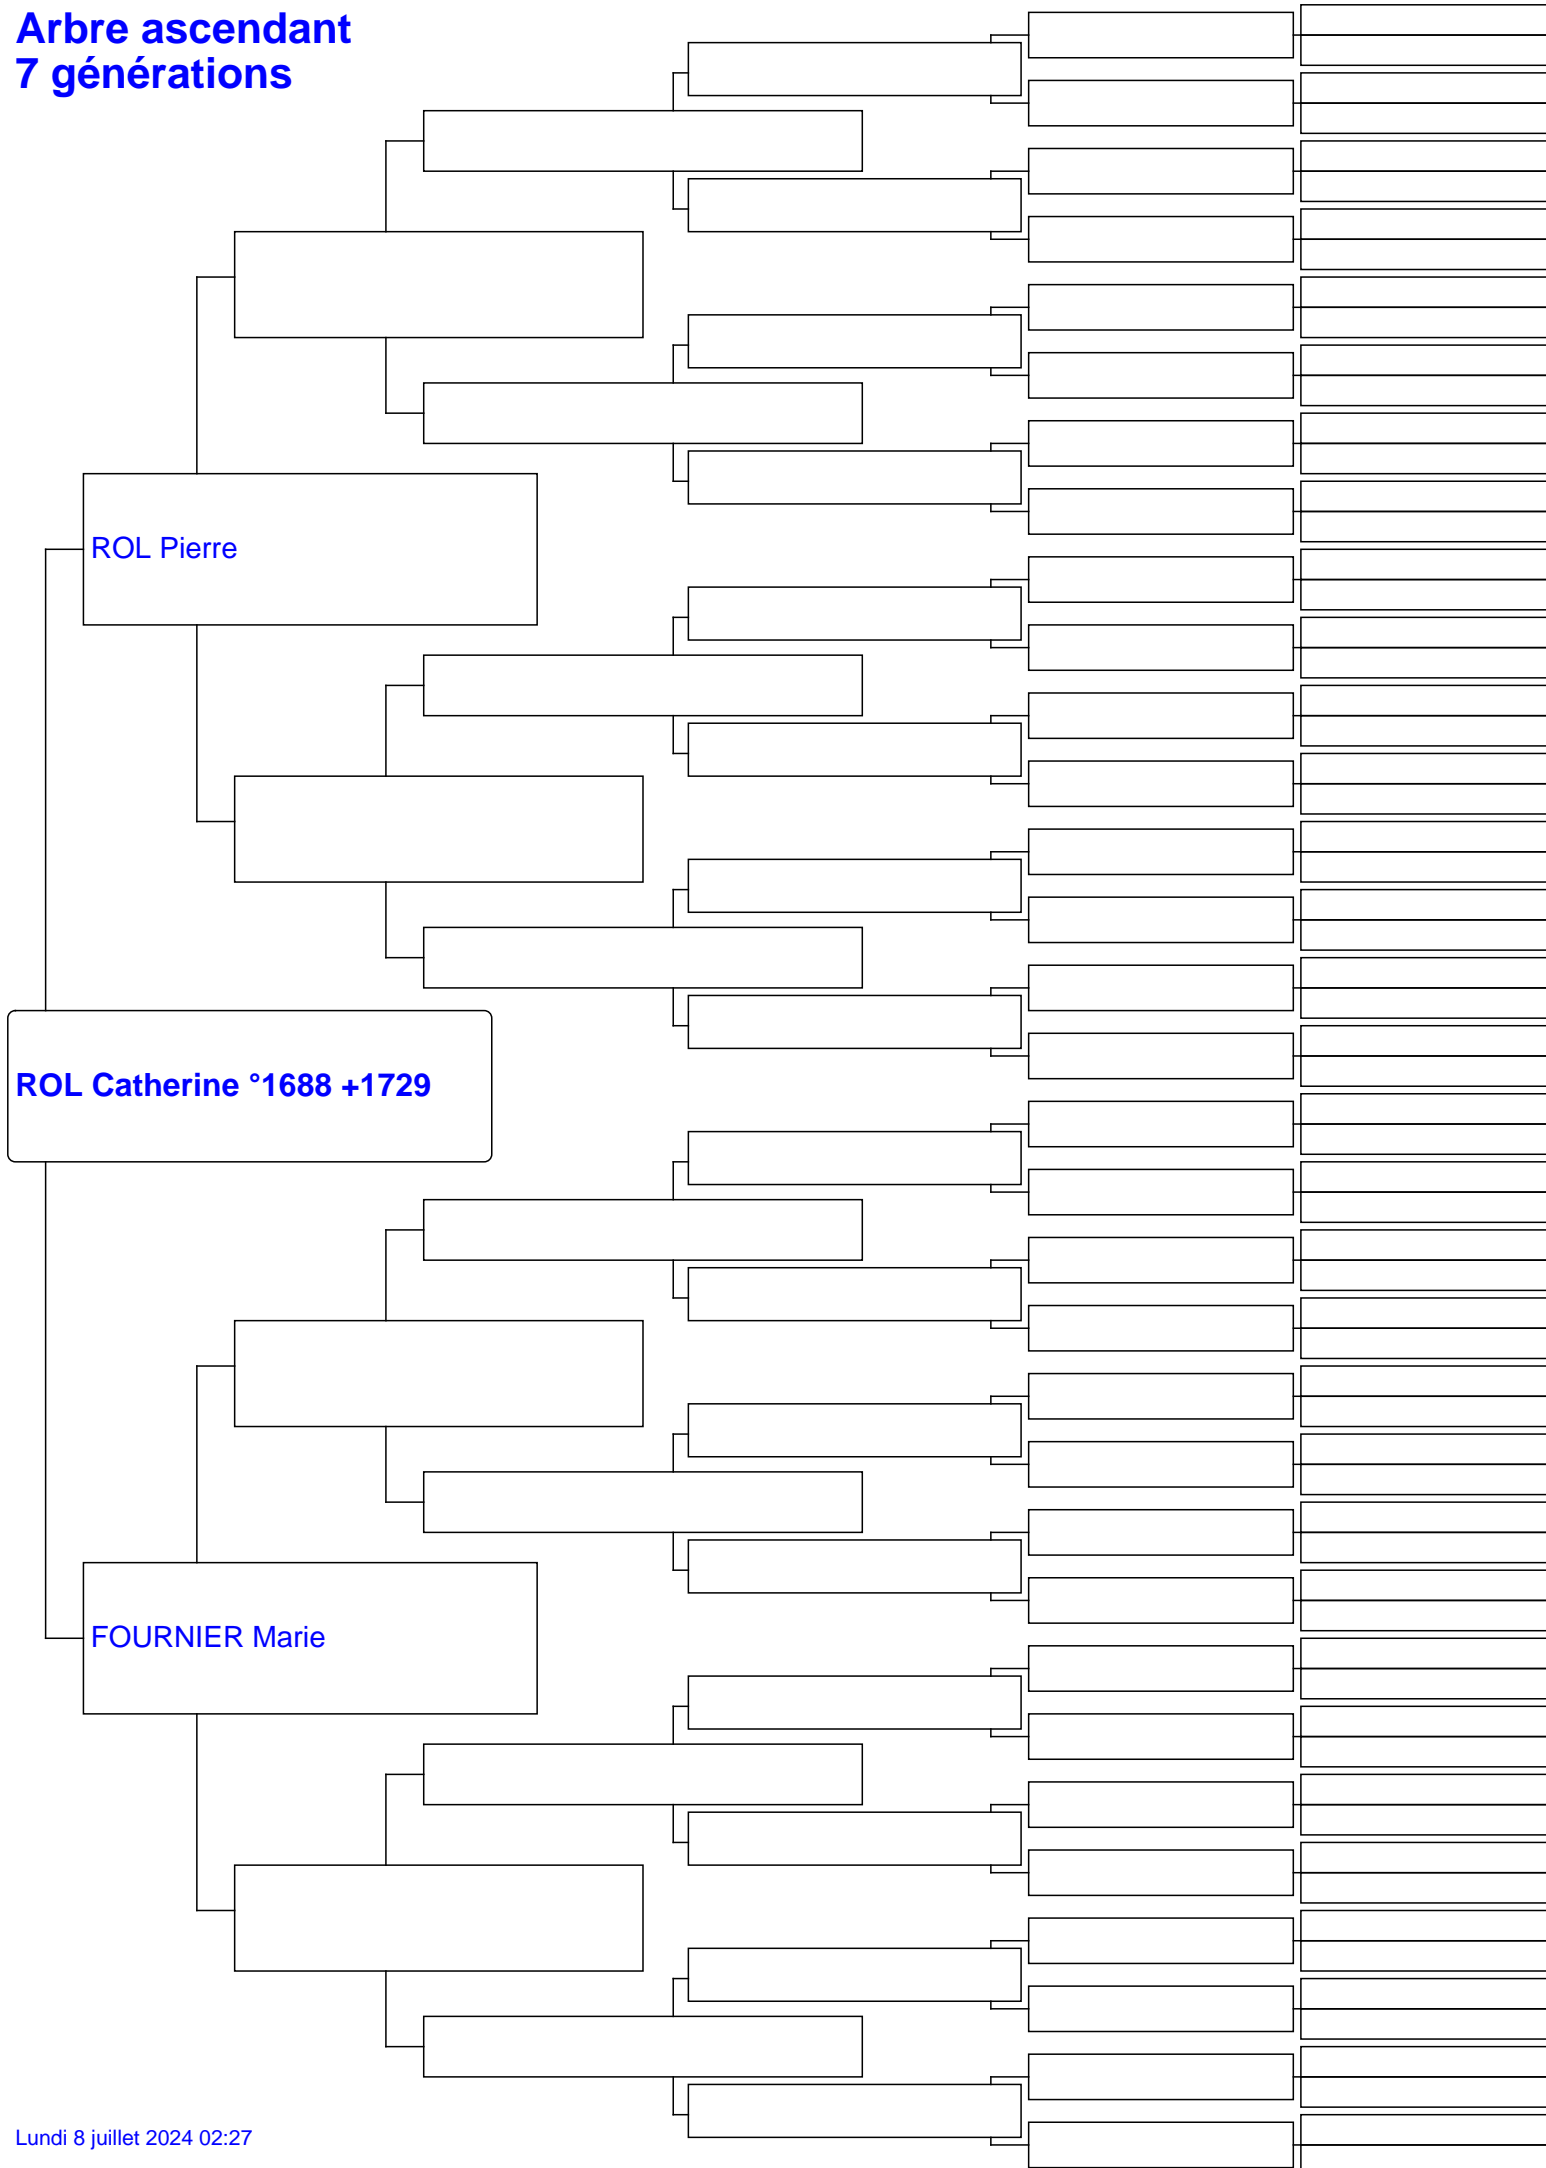 Arbre ascendant
7 générations
ROL Pierre
ROL Catherine °1688 +1729
FOURNIER Marie
Lundi 8 juillet 2024 02:27